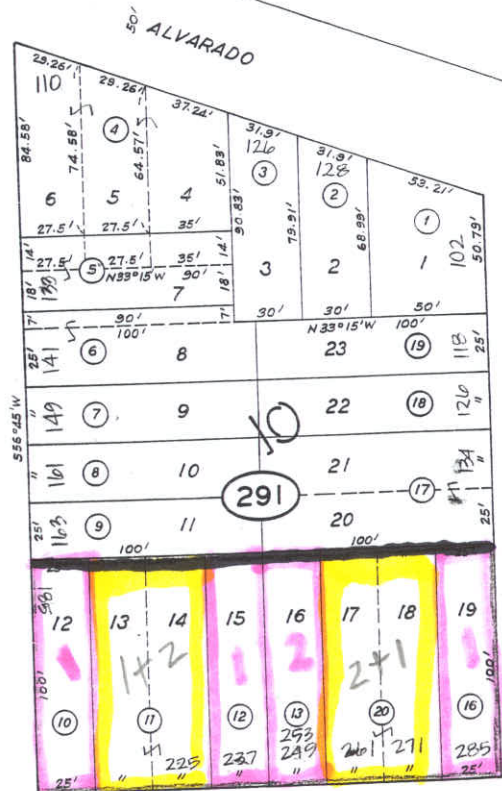 50' ALVARADO
29.26' 29.26' 37.24' 31.9' 31.9' 53.21'
110 4 126 128
84.58' 74.58' 64.57' 51.83' 3 2 1
90.83' 79.91' 68.99' 102 50.79'
6 5 4 3 2 1
27.5' 27.5' 35'
14' 27.5' 5 27.5' 35' 14'
N33°15'W 90'
18' 7 18'
30' 30' 50'
7' 90' 7' N33°15'W 100'
100'
25' 141 6 8 23 19 118 25'
S56°45'W
" 149 7 9 22 18 126 "
10
" 161 8 10 21 134 "
291 17
25' 163 9 11 20 25'
100' 100'
981
12 13 14 15 16 17 18 19
1 1+2 1 2 2+1 1
100' 100'
10 11 12 13 20 16
253
225 237 249 261 271 285
25' " " " " " " 25'